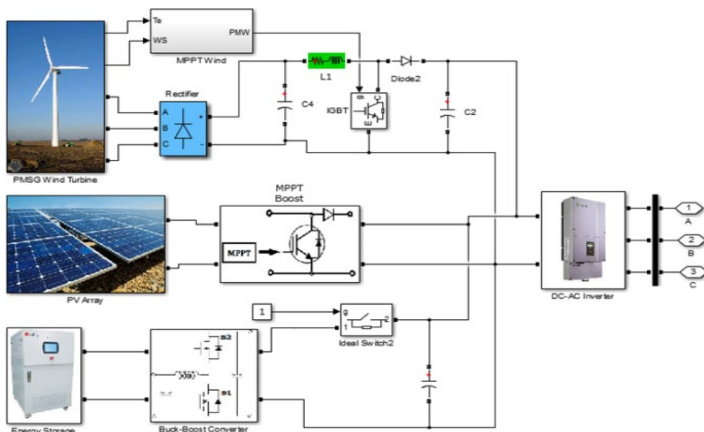 Te
PMW
WS
MPPT Wind
L1
Diode2
Rectifier
A
+
B
C
-
C4
g
C
IGBT
E
C2
PMSG Wind Turbine
MPPT
Boost
MPPT
PV Array
DC-AC Inverter
1
A
2
B
3
C
1
g
2
1
Ideal Switch2
Energy Storage
Buck-Boost Converter